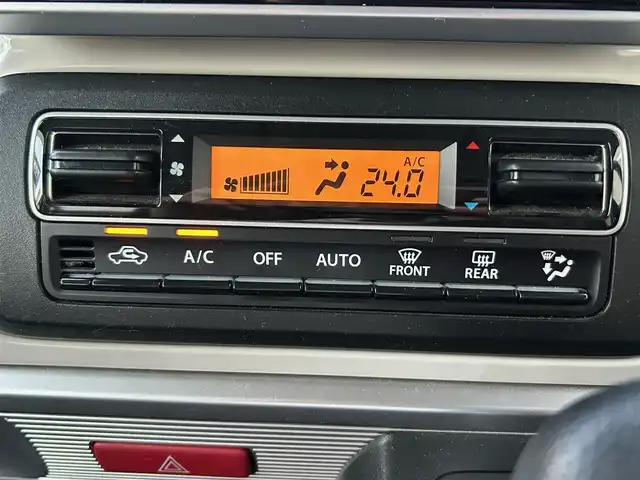 A/C
24.0
A/C OFF AUTO FRONT REAR